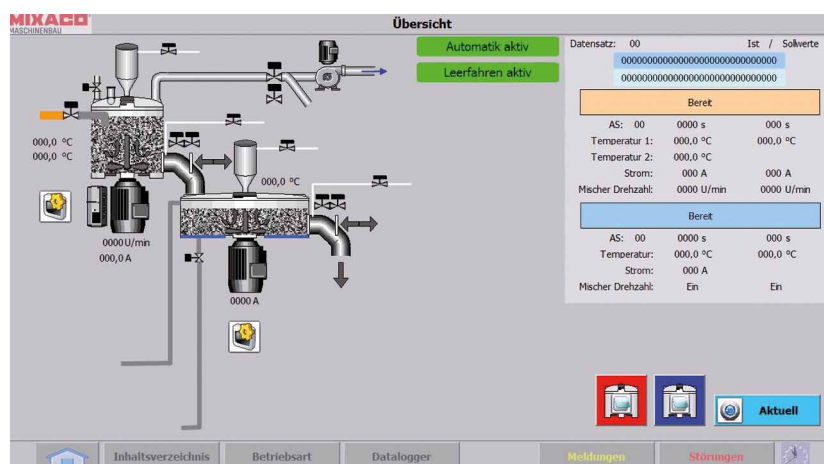 MIXACO
MASCHINENBAU
Übersicht
Automatik aktiv
Leerfahren aktiv
Datensatz: 00 Ist / Sollwerte
00000000000000000000000000000
00000000000000000000000000000
Bereit
AS: 00 0000 s 000 s
Temperatur 1: 000,0 °C 000,0 °C
Temperatur 2: 000,0 °C
Strom: 000 A 000 A
Mischer Drehzahl: 0000 U/min 0000 U/min
Bereit
AS: 00 0000 s 000 s
Temperatur: 000,0 °C 000,0 °C
Strom: 000 A
Mischer Drehzahl: Ein Ein
000,0 °C
000,0 °C
000,0 °C
0000 U/min
000,0 A
0000 A
Aktuell
Inhaltsverzeichnis Betriebsart Datalogger Meldungen Störungen